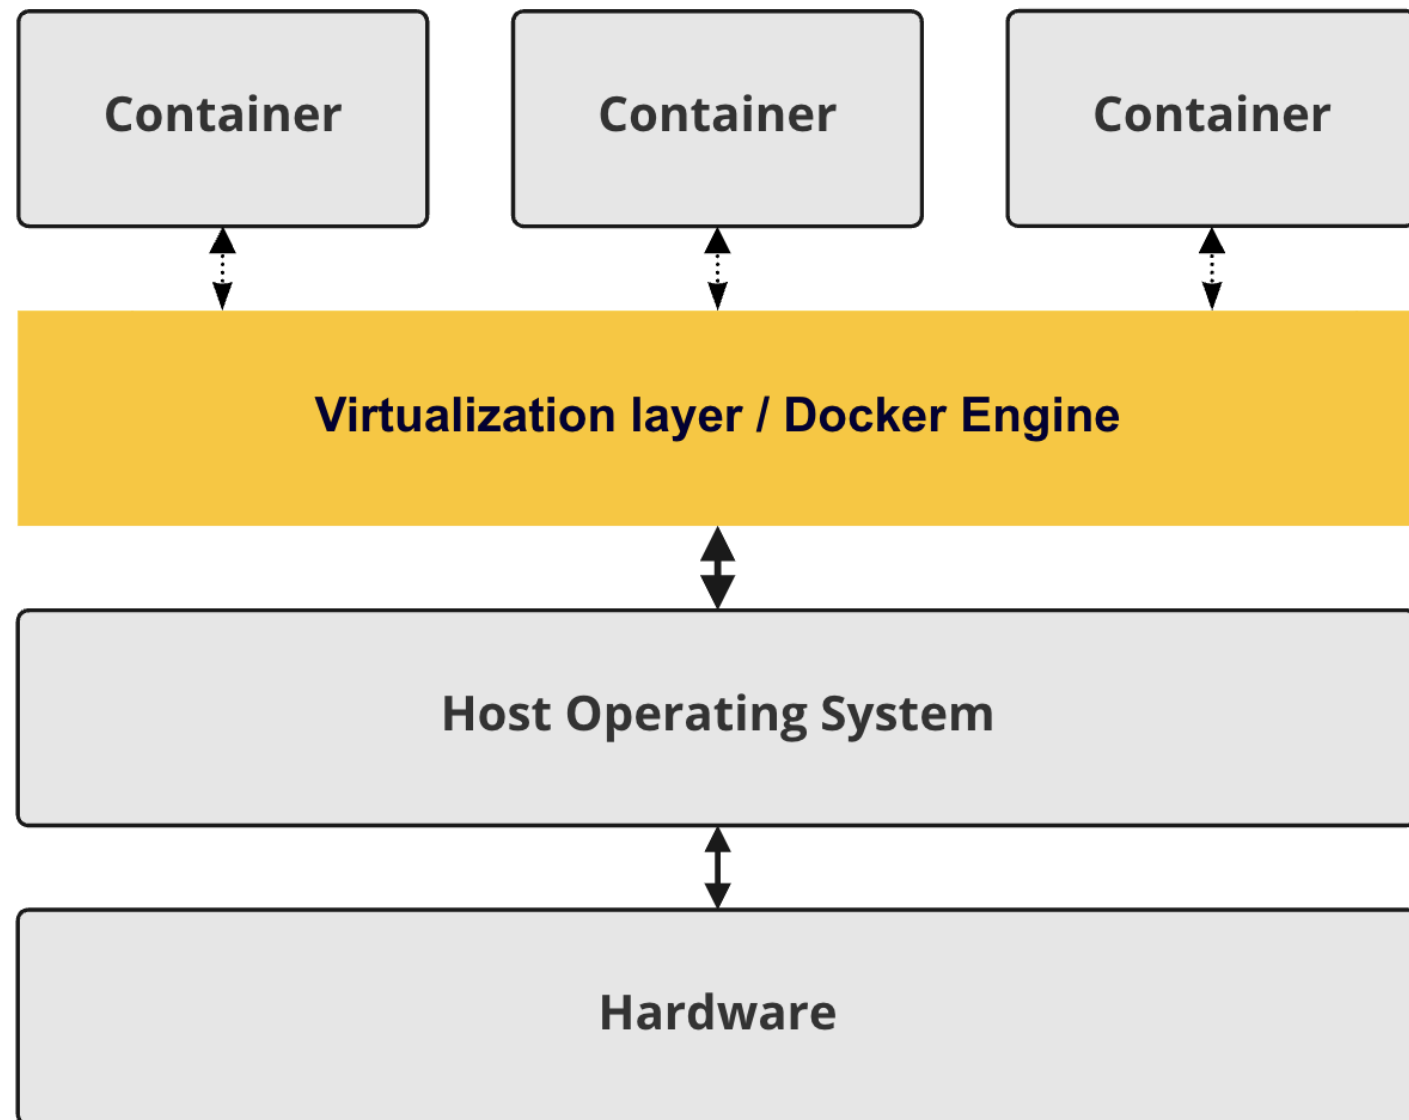 Container
Container
Container
Virtualization layer / Docker Engine
Host Operating System
Hardware